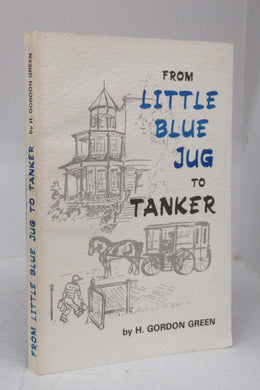 FROM
LITTLE
BLUE
JUG
TO
TANKER
by H. GORDON GREEN
FROM LITTLE BLUE JUG TO TANKER by H. GORDON GREEN